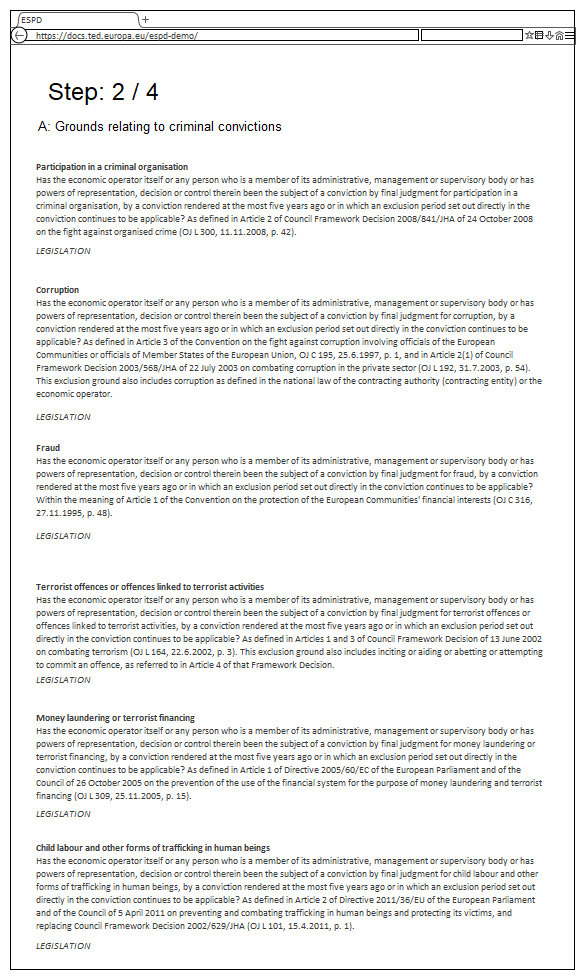 ESPD
https://docs.ted.europa.eu/espd-demo/
Step: 2 / 4
A: Grounds relating to criminal convictions
Participation in a criminal organisation
Has the economic operator itself or any person who is a member of its administrative, management or supervisory body or has
powers of representation, decision or control therein been the subject of a conviction by final judgment for participation in a
criminal organisation, by a conviction rendered at the most five years ago or in which an exclusion period set out directly in the
conviction continues to be applicable? As defined in Article 2 of Council Framework Decision 2008/841/JHA of 24 October 2008
on the fight against organised crime (OJ L 300, 11.11.2008, p. 42).
LEGISLATION
Corruption
Has the economic operator itself or any person who is a member of its administrative, management or supervisory body or has
powers of representation, decision or control therein been the subject of a conviction by final judgment for corruption, by a
conviction rendered at the most five years ago or in which an exclusion period set out directly in the conviction continues to be
applicable? As defined in Article 3 of the Convention on the fight against corruption involving officials of the European
Communities or officials of Member States of the European Union, OJ C 195, 25.6.1997, p. 1, and in Article 2(1) of Council
Framework Decision 2003/568/JHA of 22 July 2003 on combating corruption in the private sector (OJ L 192, 31.7.2003, p. 54).
This exclusion ground also includes corruption as defined in the national law of the contracting authority (contracting entity) or the
economic operator.
LEGISLATION
Fraud
Has the economic operator itself or any person who is a member of its administrative, management or supervisory body or has
powers of representation, decision or control therein been the subject of a conviction by final judgment for fraud, by a conviction
rendered at the most five years ago or in which an exclusion period set out directly in the conviction continues to be applicable?
Within the meaning of Article 1 of the Convention on the protection of the European Communities' financial interests (OJ C 316,
27.11.1995, p. 48).
LEGISLATION
Terrorist offences or offences linked to terrorist activities
Has the economic operator itself or any person who is a member of its administrative, management or supervisory body or has
powers of representation, decision or control therein been the subject of a conviction by final judgment for terrorist offences or
offences linked to terrorist activities, by a conviction rendered at the most five years ago or in which an exclusion period set out
directly in the conviction continues to be applicable? As defined in Articles 1 and 3 of Council Framework Decision of 13 June 2002
on combating terrorism (OJ L 164, 22.6.2002, p. 3). This exclusion ground also includes inciting or aiding or abetting or attempting
to commit an offence, as referred to in Article 4 of that Framework Decision.
LEGISLATION
Money laundering or terrorist financing
Has the economic operator itself or any person who is a member of its administrative, management or supervisory body or has
powers of representation, decision or control therein been the subject of a conviction by final judgment for money laundering or
terrorist financing, by a conviction rendered at the most five years ago or in which an exclusion period set out directly in the
conviction continues to be applicable? As defined in Article 1 of Directive 2005/60/EC of the European Parliament and of the
Council of 26 October 2005 on the prevention of the use of the financial system for the purpose of money laundering and terrorist
financing (OJ L 309, 25.11.2005, p. 15).
LEGISLATION
Child labour and other forms of trafficking in human beings
Has the economic operator itself or any person who is a member of its administrative, management or supervisory body or has
powers of representation, decision or control therein been the subject of a conviction by final judgment for child labour and other
forms of trafficking in human beings, by a conviction rendered at the most five years ago or in which an exclusion period set out
directly in the conviction continues to be applicable? As defined in Article 2 of Directive 2011/36/EU of the European Parliament
and of the Council of 5 April 2011 on preventing and combating trafficking in human beings and protecting its victims, and
replacing Council Framework Decision 2002/629/JHA (OJ L 101, 15.4.2011, p. 1).
LEGISLATION